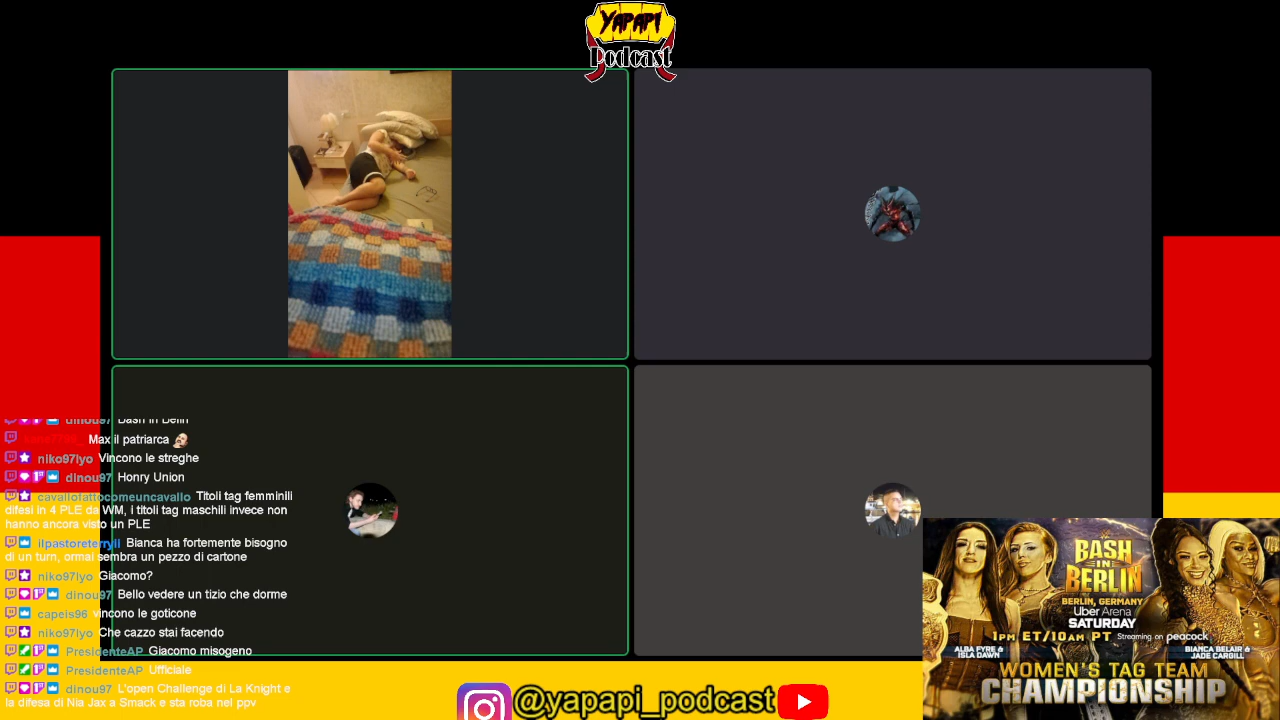 YAPAPI
Podcast
dinou97 Bash in Berlin
Max il patriarca
niko97lyo Vincono le streghe
dinou97 Honry Union
cavallofattocomeuncavallo Titoli tag femminili
difesi in 4 PLE da WM, i titoli tag maschili invece non
hanno ancora visto un PLE
ilpastoreterryii Bianca ha fortemente bisogno
di un turn, ormai sembra un pezzo di cartone
niko97lyo Giacomo?
dinou97 Bello vedere un tizio che dorme
capeis96 vincono le goticone
niko97lyo Che cazzo stai facendo
PresidenteAP Giacomo misogeno
PresidenteAP Ufficiale
dinou97 L'open Challenge di La Knight e
la difesa di Nia Jax a Smack e sta roba nel ppv
@yapapi_podcast
BASH
IN
BERLIN
BERLIN, GERMANY
Uber Arena
SATURDAY
1PM ET/10AM PT Streaming on peacock
ALBA FYRE &
ISLA DAWN
BIANCA BELAIR &
JADE CARGILL
WOMEN'S TAG TEAM
CHAMPIONSHIP